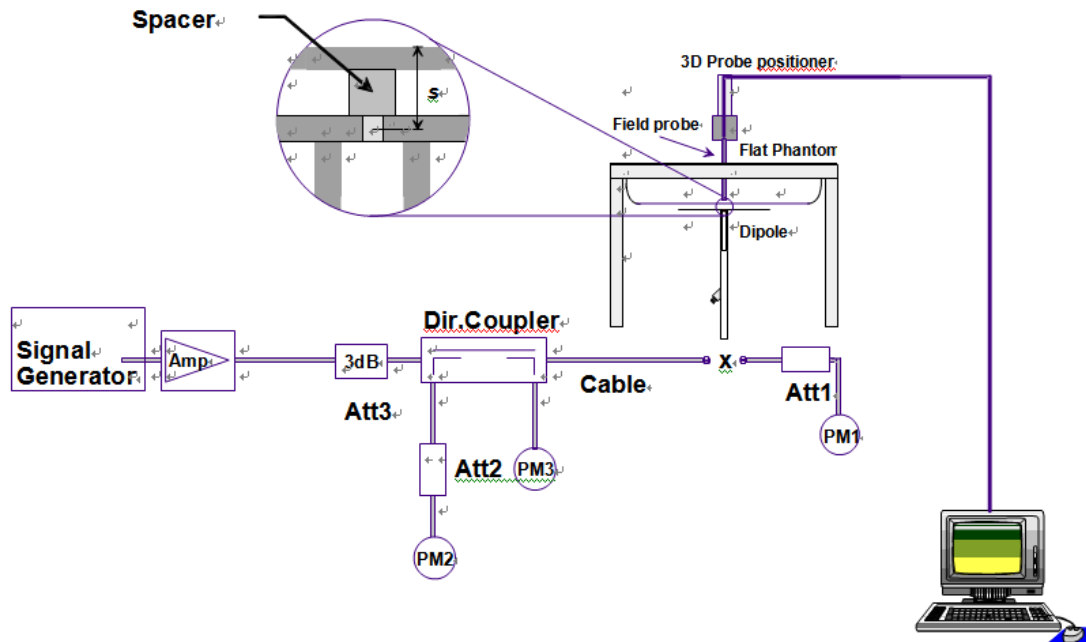 Spacer
s
3D Probe positioner
Field probe
Flat Phantom
Dipole
Signal
Generator
Amp
3dB
Dir.Coupler
Cable
x
Att1
Att3
PM1
Att2
PM3
PM2